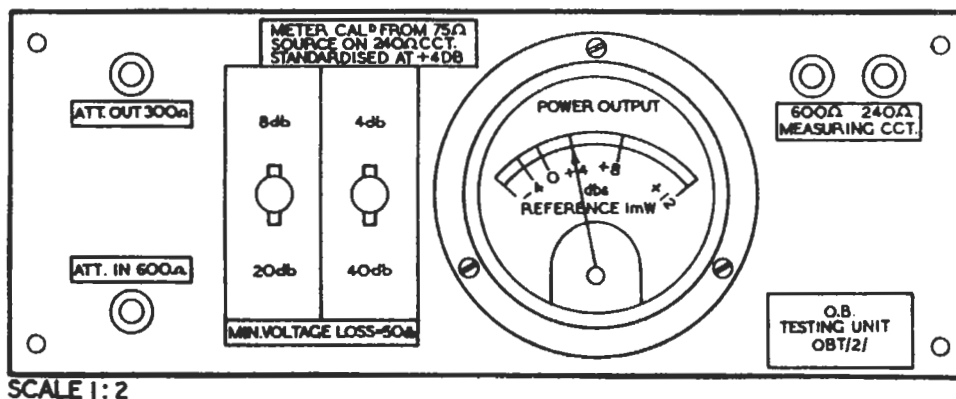 METER CALᴰ FROM 75Ω
SOURCE ON 240Ω CCT.
STANDARDISED AT +4DB
ATT. OUT 300Ω
8db 4db
20db 40db
ATT. IN 600Ω
MIN. VOLTAGE LOSS=50db
POWER OUTPUT
-4 0 +4 +8 +12
dbs
REFERENCE 1mW
600Ω 240Ω
MEASURING CCT.
O.B.
TESTING UNIT
OBT/2/
SCALE 1:2